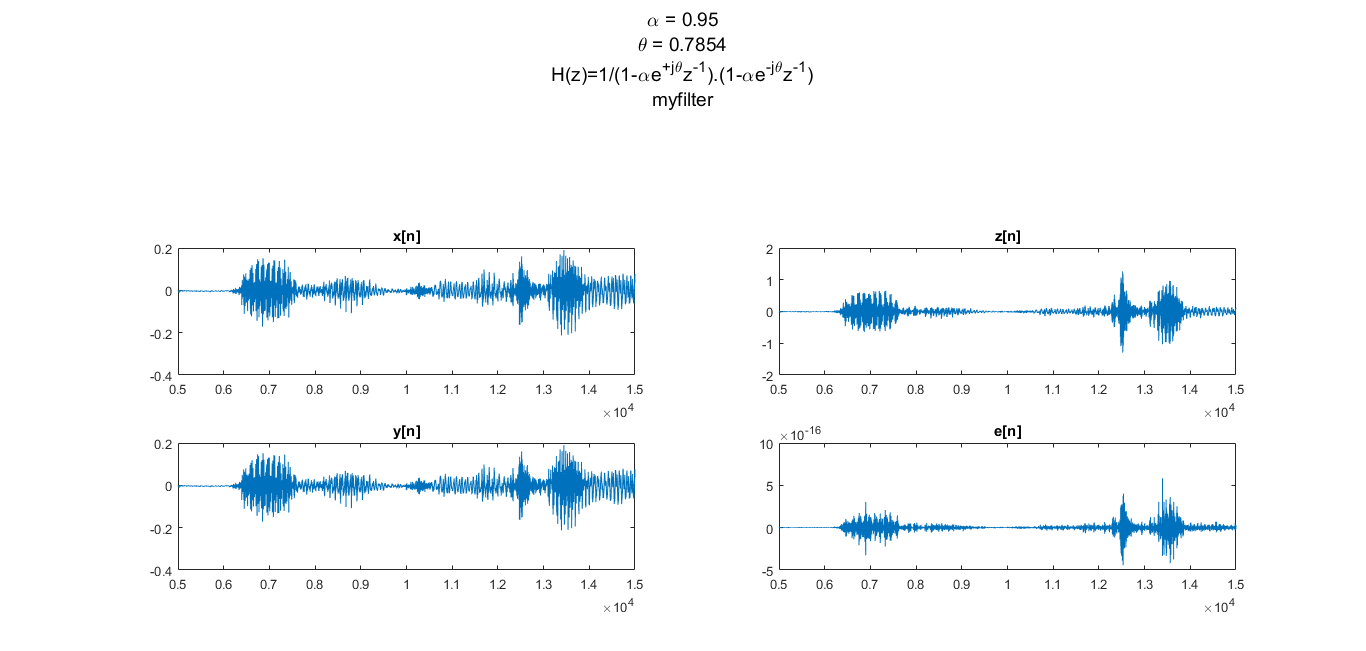 α = 0.95
θ = 0.7854
H(z)=1/(1-αe^{+jθ}z^{-1}).(1-αe^{-jθ}z^{-1})
myfilter
x[n]
0.2
0
-0.2
-0.4
0.5 0.6 0.7 0.8 0.9 1 1.1 1.2 1.3 1.4 1.5
×10^4
z[n]
2
1
0
-1
-2
0.5 0.6 0.7 0.8 0.9 1 1.1 1.2 1.3 1.4 1.5
×10^4
y[n]
0.2
0
-0.2
-0.4
0.5 0.6 0.7 0.8 0.9 1 1.1 1.2 1.3 1.4 1.5
×10^4
e[n]
×10^-16
10
5
0
-5
0.5 0.6 0.7 0.8 0.9 1 1.1 1.2 1.3 1.4 1.5
×10^4